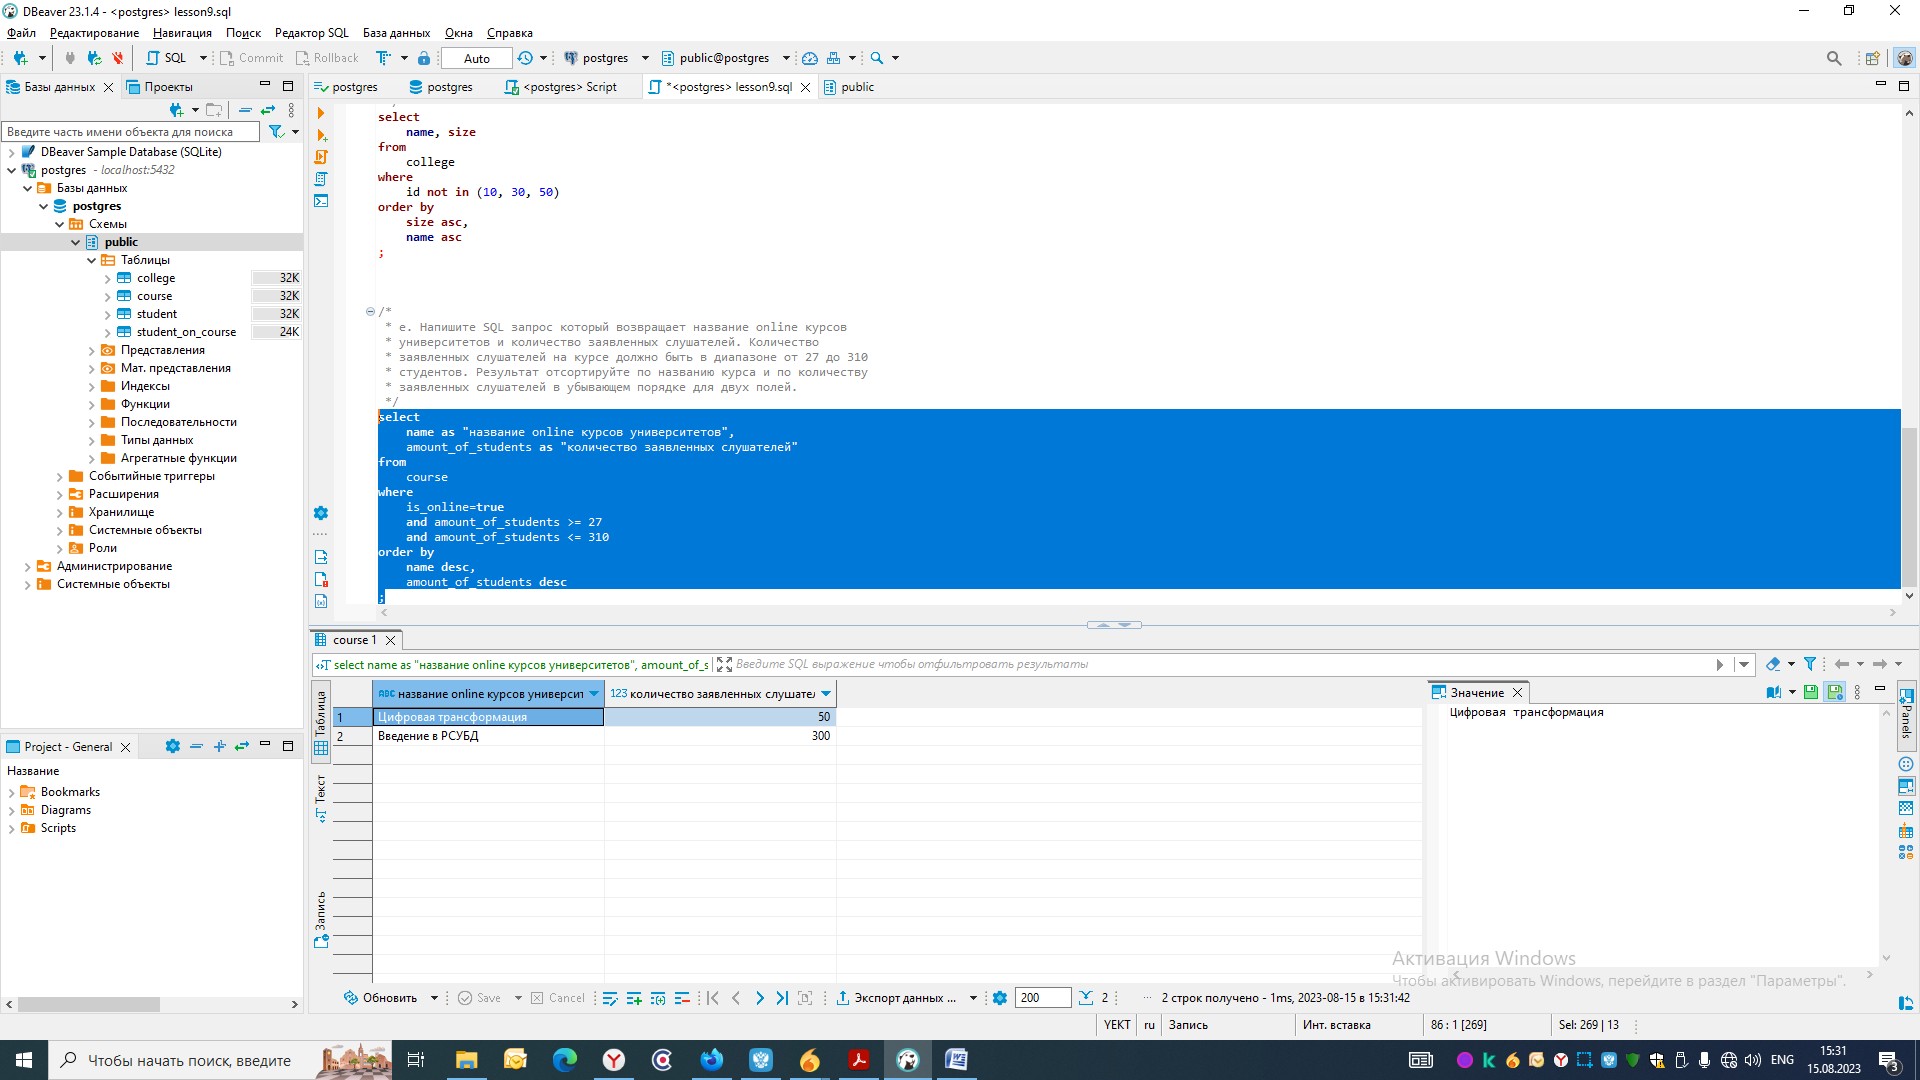 DBeaver 23.1.4 - <postgres> lesson9.sql
Файл Редактирование Навигация Поиск Редактор SQL База данных Окна Справка
SQL Commit Rollback Auto postgres public@postgres
Базы данных Проекты postgres postgres <postgres> Script *<postgres> lesson9.sql public
Введите часть имени объекта для поиска
DBeaver Sample Database (SQLite)
postgres - localhost:5432
Базы данных
postgres
Схемы
public
Таблицы
college 32K
course 32K
student 32K
student_on_course 24K
Представления
Мат. представления
Индексы
Функции
Последовательности
Типы данных
Агрегатные функции
Событийные триггеры
Расширения
Хранилище
Системные объекты
Роли
Администрирование
Системные объекты
Project - General
Название
Bookmarks
Diagrams
Scripts
select
name, size
from
college
where
id not in (10, 30, 50)
order by
size asc,
name asc
;
/*
* е. Напишите SQL запрос который возвращает название online курсов
* университетов и количество заявленных слушателей. Количество
* заявленных слушателей на курсе должно быть в диапазоне от 27 до 310
* студентов. Результат отсортируйте по названию курса и по количеству
* заявленных слушателей в убывающем порядке для двух полей.
*/
select
name as "название online курсов университетов",
amount_of_students as "количество заявленных слушателей"
from
course
where
is_online=true
and amount_of_students >= 27
and amount_of_students <= 310
order by
name desc,
amount_of_students desc
;
course 1
select name as "название online курсов университетов", amount_of_s Введите SQL выражение чтобы отфильтровать результаты
Таблица
Текст
Запись
ABC название online курсов университ 123 количество заявленных слушател
1 Цифровая трансформация 50
2 Введение в РСУБД 300
Значение
Цифровая трансформация
Panels
Активация Windows
Чтобы активировать Windows, перейдите в раздел "Параметры".
Обновить Save Cancel Экспорт данных ... 200 2 ... 2 строк получено - 1ms, 2023-08-15 в 15:31:42
YEKT ru Запись Инт. вставка 86 : 1 [269] Sel: 269 | 13
Чтобы начать поиск, введите ENG 15:31
15.08.2023 3